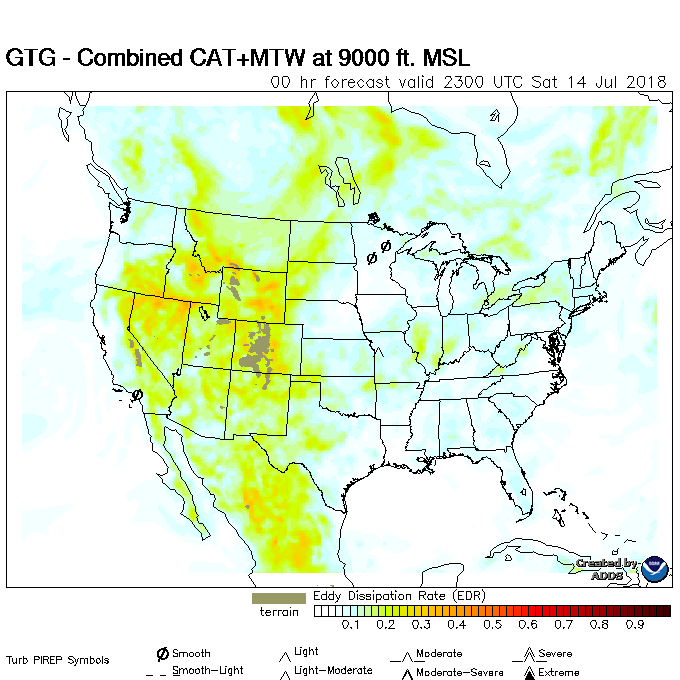 GTG - Combined CAT+MTW at 9000 ft. MSL
00 hr forecast valid 2300 UTC Sat 14 Jul 2018
Created by
ADDS
Eddy Dissipation Rate (EDR)
terrain
0.1 0.2 0.3 0.4 0.5 0.6 0.7 0.8 0.9
Turb PIREP Symbols
Smooth Light Moderate Severe
Smooth-Light Light-Moderate Moderate-Severe Extreme